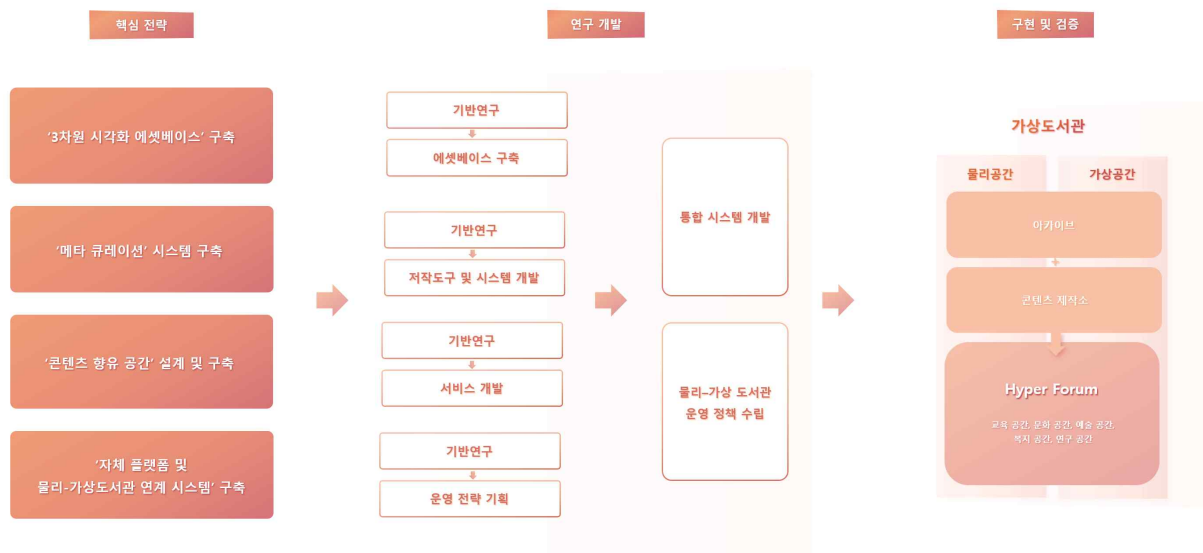 핵심 전략
연구 개발
구현 및 검증
'3차원 시각화 에셋베이스' 구축
'메타 큐레이션' 시스템 구축
'콘텐츠 향유 공간' 설계 및 구축
'자체 플랫폼 및
물리-가상도서관 연계 시스템' 구축
기반연구
에셋베이스 구축
기반연구
저작도구 및 시스템 개발
기반연구
서비스 개발
기반연구
운영 전략 기획
통합 시스템 개발
물리–가상 도서관
운영 정책 수립
가상도서관
물리공간
가상공간
아카이브
+
콘텐츠 제작소
Hyper Forum
교육 공간, 문화 공간, 예술 공간,
복지 공간, 연구 공간